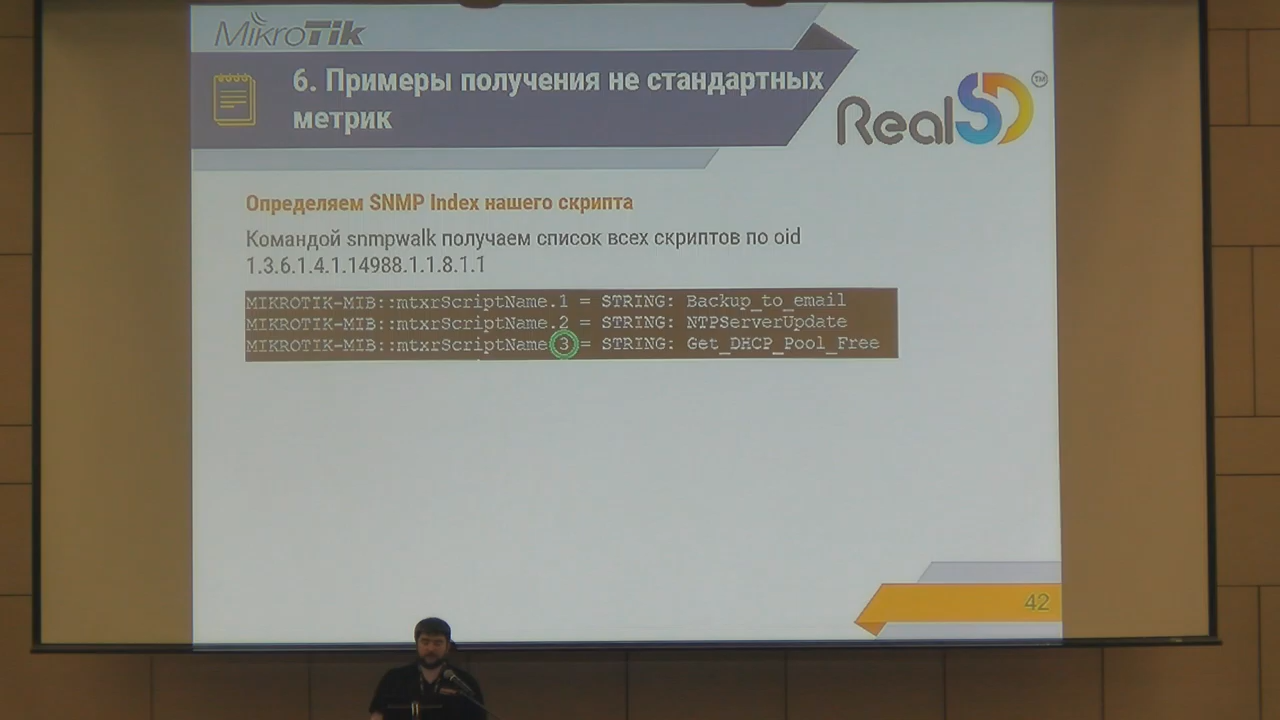 MikroTik
6. Примеры получения не стандартных
метрик
RealSD TM
Определяем SNMP Index нашего скрипта
Командой snmpwalk получаем список всех скриптов по oid
1.3.6.1.4.1.14988.1.1.8.1.1
MIKROTIK-MIB::mtxrScriptName.1 = STRING: Backup_to_email
MIKROTIK-MIB::mtxrScriptName.2 = STRING: NTPServerUpdate
MIKROTIK-MIB::mtxrScriptName 3 = STRING: Get_DHCP_Pool_Free
42